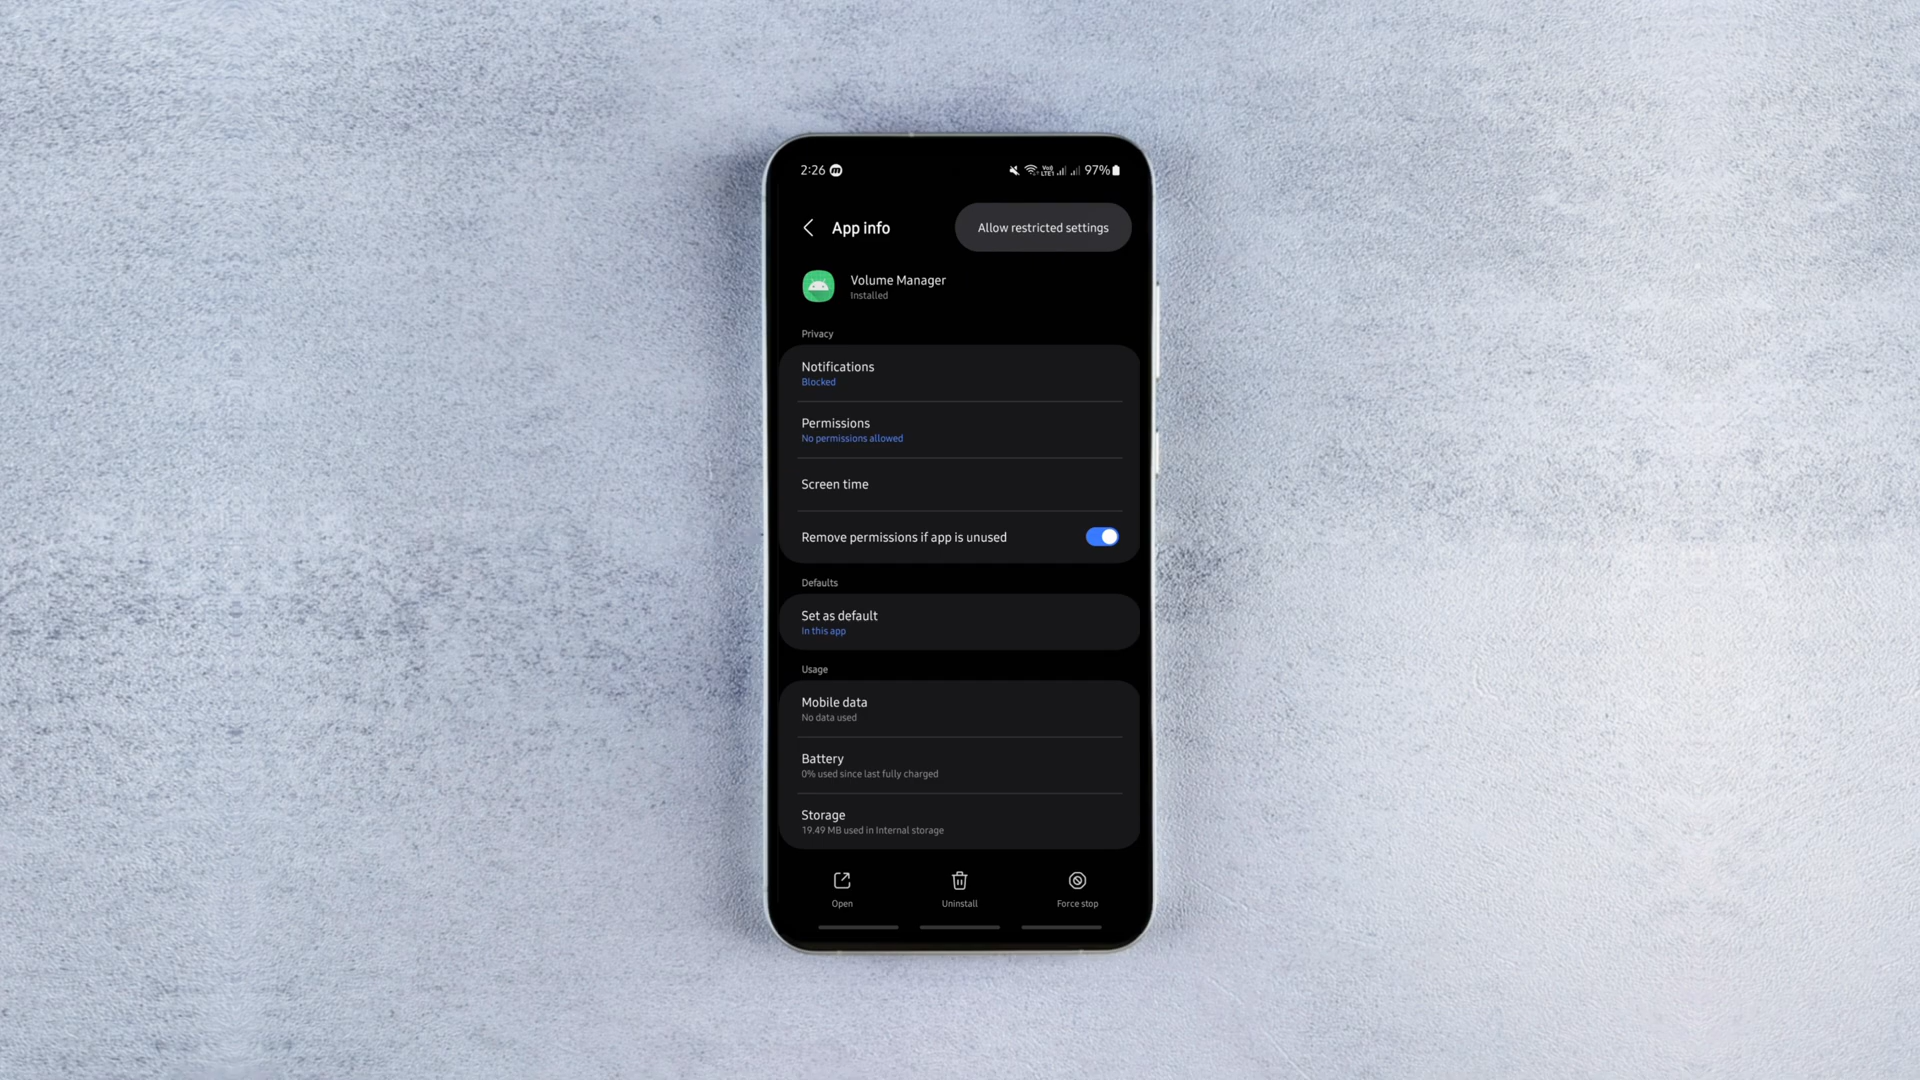 2:26 m 97%
App info Allow restricted settings
Volume Manager
Installed
Privacy
Notifications
Blocked
Permissions
No permissions allowed
Screen time
Remove permissions if app is unused
Defaults
Set as default
In this app
Usage
Mobile data
No data used
Battery
0% used since last fully charged
Storage
19.49 MB used in Internal storage
Open Uninstall Force stop